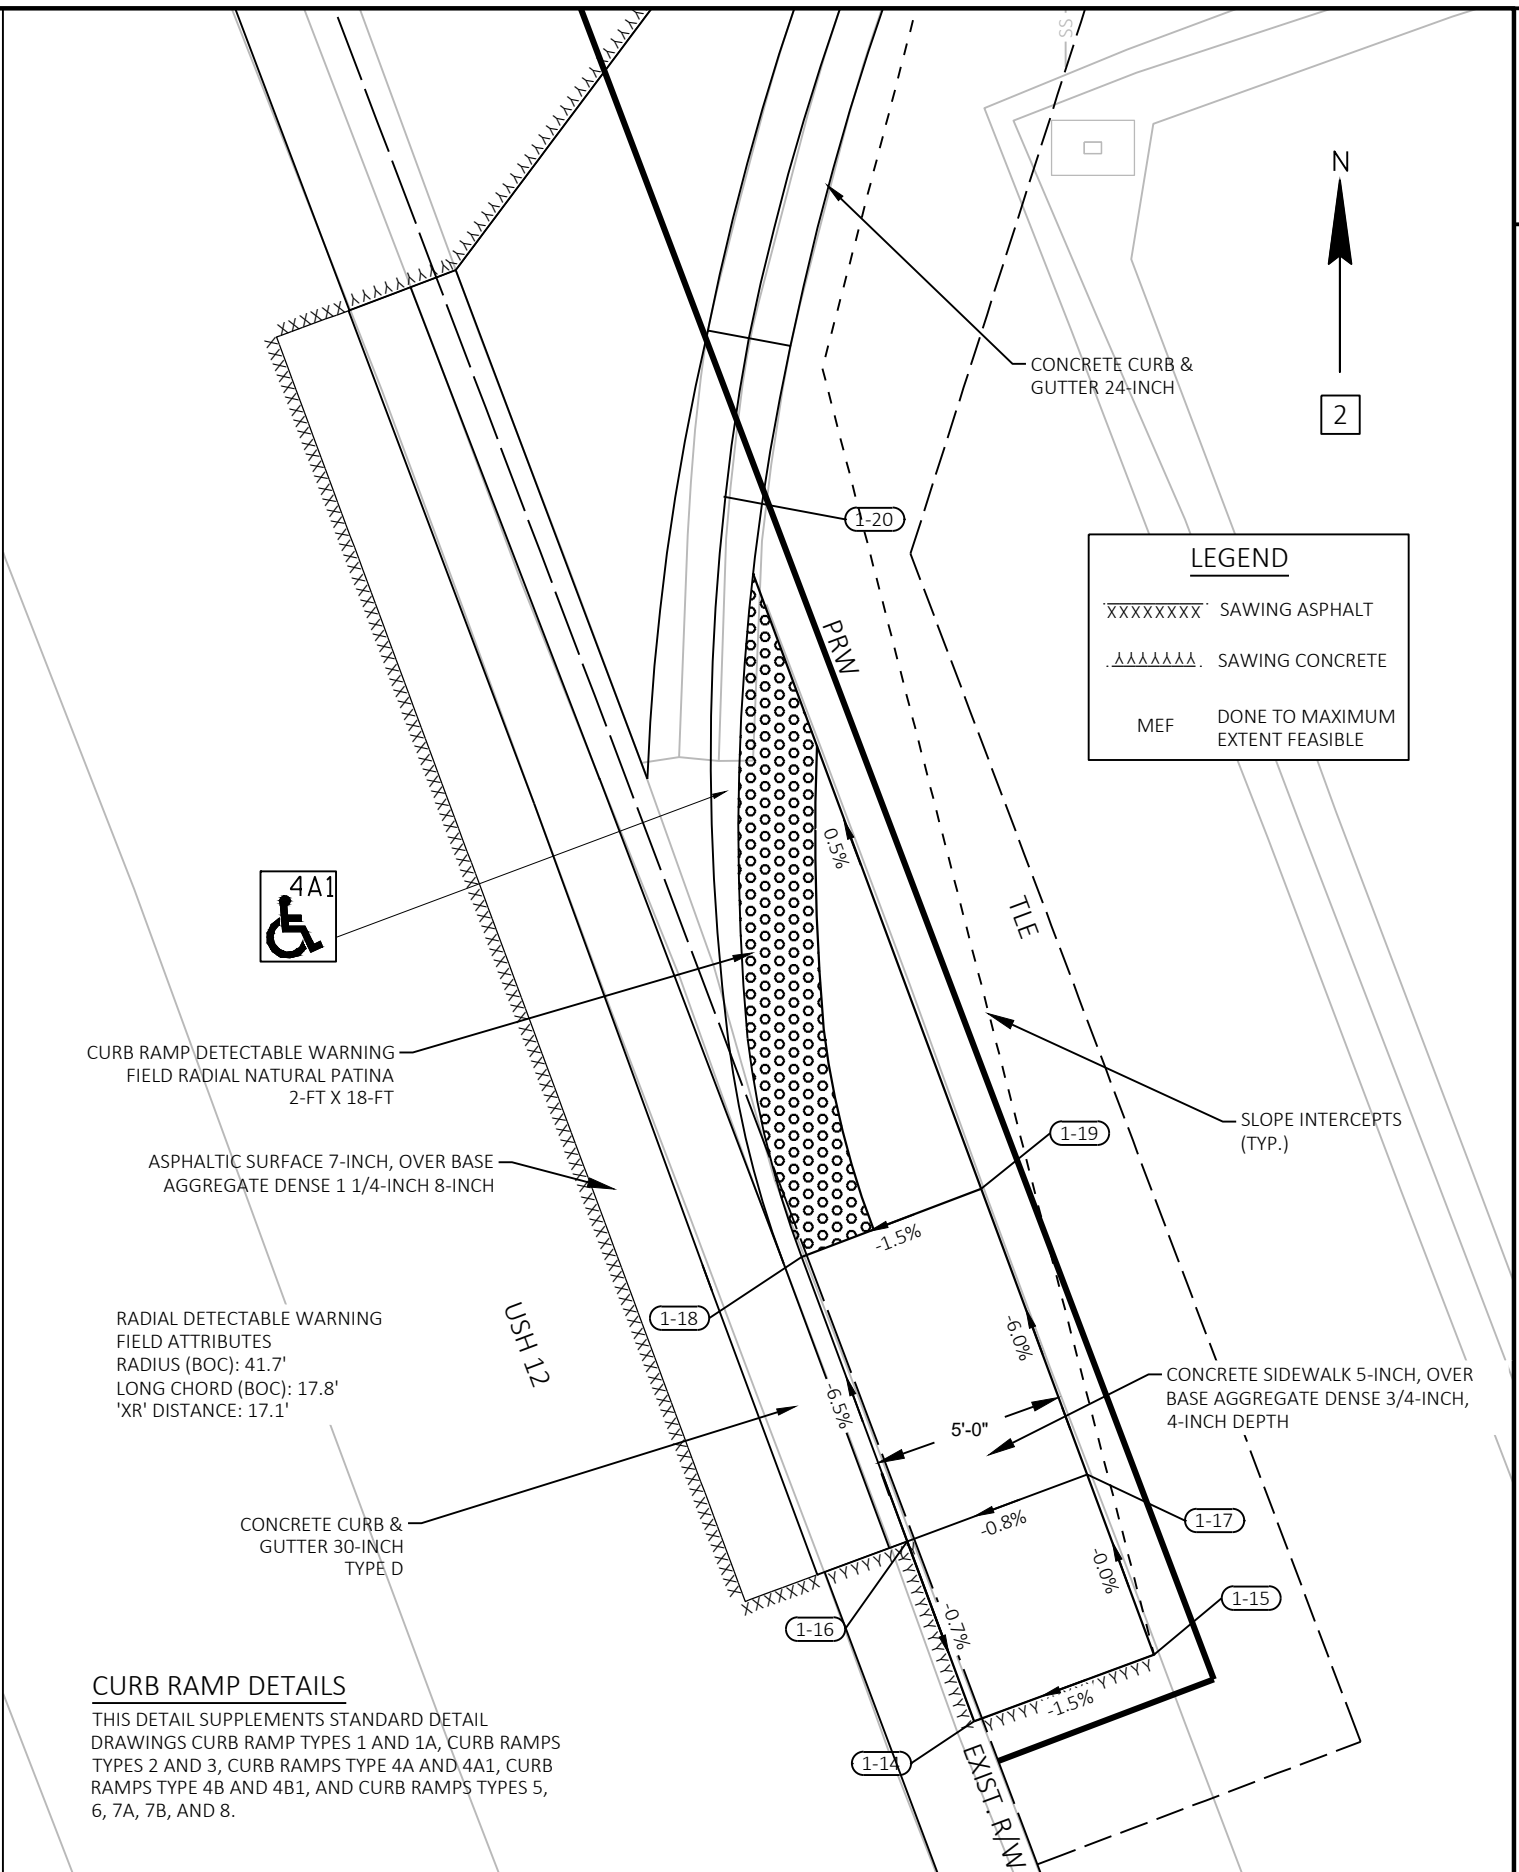 SS
N
CONCRETE CURB &
GUTTER 24-INCH
2
1-20
LEGEND
XXXXXXXX SAWING ASPHALT
SAWING CONCRETE
MEF DONE TO MAXIMUM
EXTENT FEASIBLE
PRW
0.5%
4A1
TLE
CURB RAMP DETECTABLE WARNING
FIELD RADIAL NATURAL PATINA
2-FT X 18-FT
SLOPE INTERCEPTS
(TYP.)
1-19
ASPHALTIC SURFACE 7-INCH, OVER BASE
AGGREGATE DENSE 1 1/4-INCH 8-INCH
-1.5%
1-18
RADIAL DETECTABLE WARNING
FIELD ATTRIBUTES
RADIUS (BOC): 41.7'
LONG CHORD (BOC): 17.8'
'XR' DISTANCE: 17.1'
USH 12
-6.0%
-6.5%
5'-0"
CONCRETE SIDEWALK 5-INCH, OVER
BASE AGGREGATE DENSE 3/4-INCH,
4-INCH DEPTH
CONCRETE CURB &
GUTTER 30-INCH
TYPE D
-0.8%
1-17
-0.0%
1-15
1-16
-0.7%
-1.5%
1-14
EXIST. R/W
CURB RAMP DETAILS
THIS DETAIL SUPPLEMENTS STANDARD DETAIL
DRAWINGS CURB RAMP TYPES 1 AND 1A, CURB RAMPS
TYPES 2 AND 3, CURB RAMPS TYPE 4A AND 4A1, CURB
RAMPS TYPE 4B AND 4B1, AND CURB RAMPS TYPES 5,
6, 7A, 7B, AND 8.